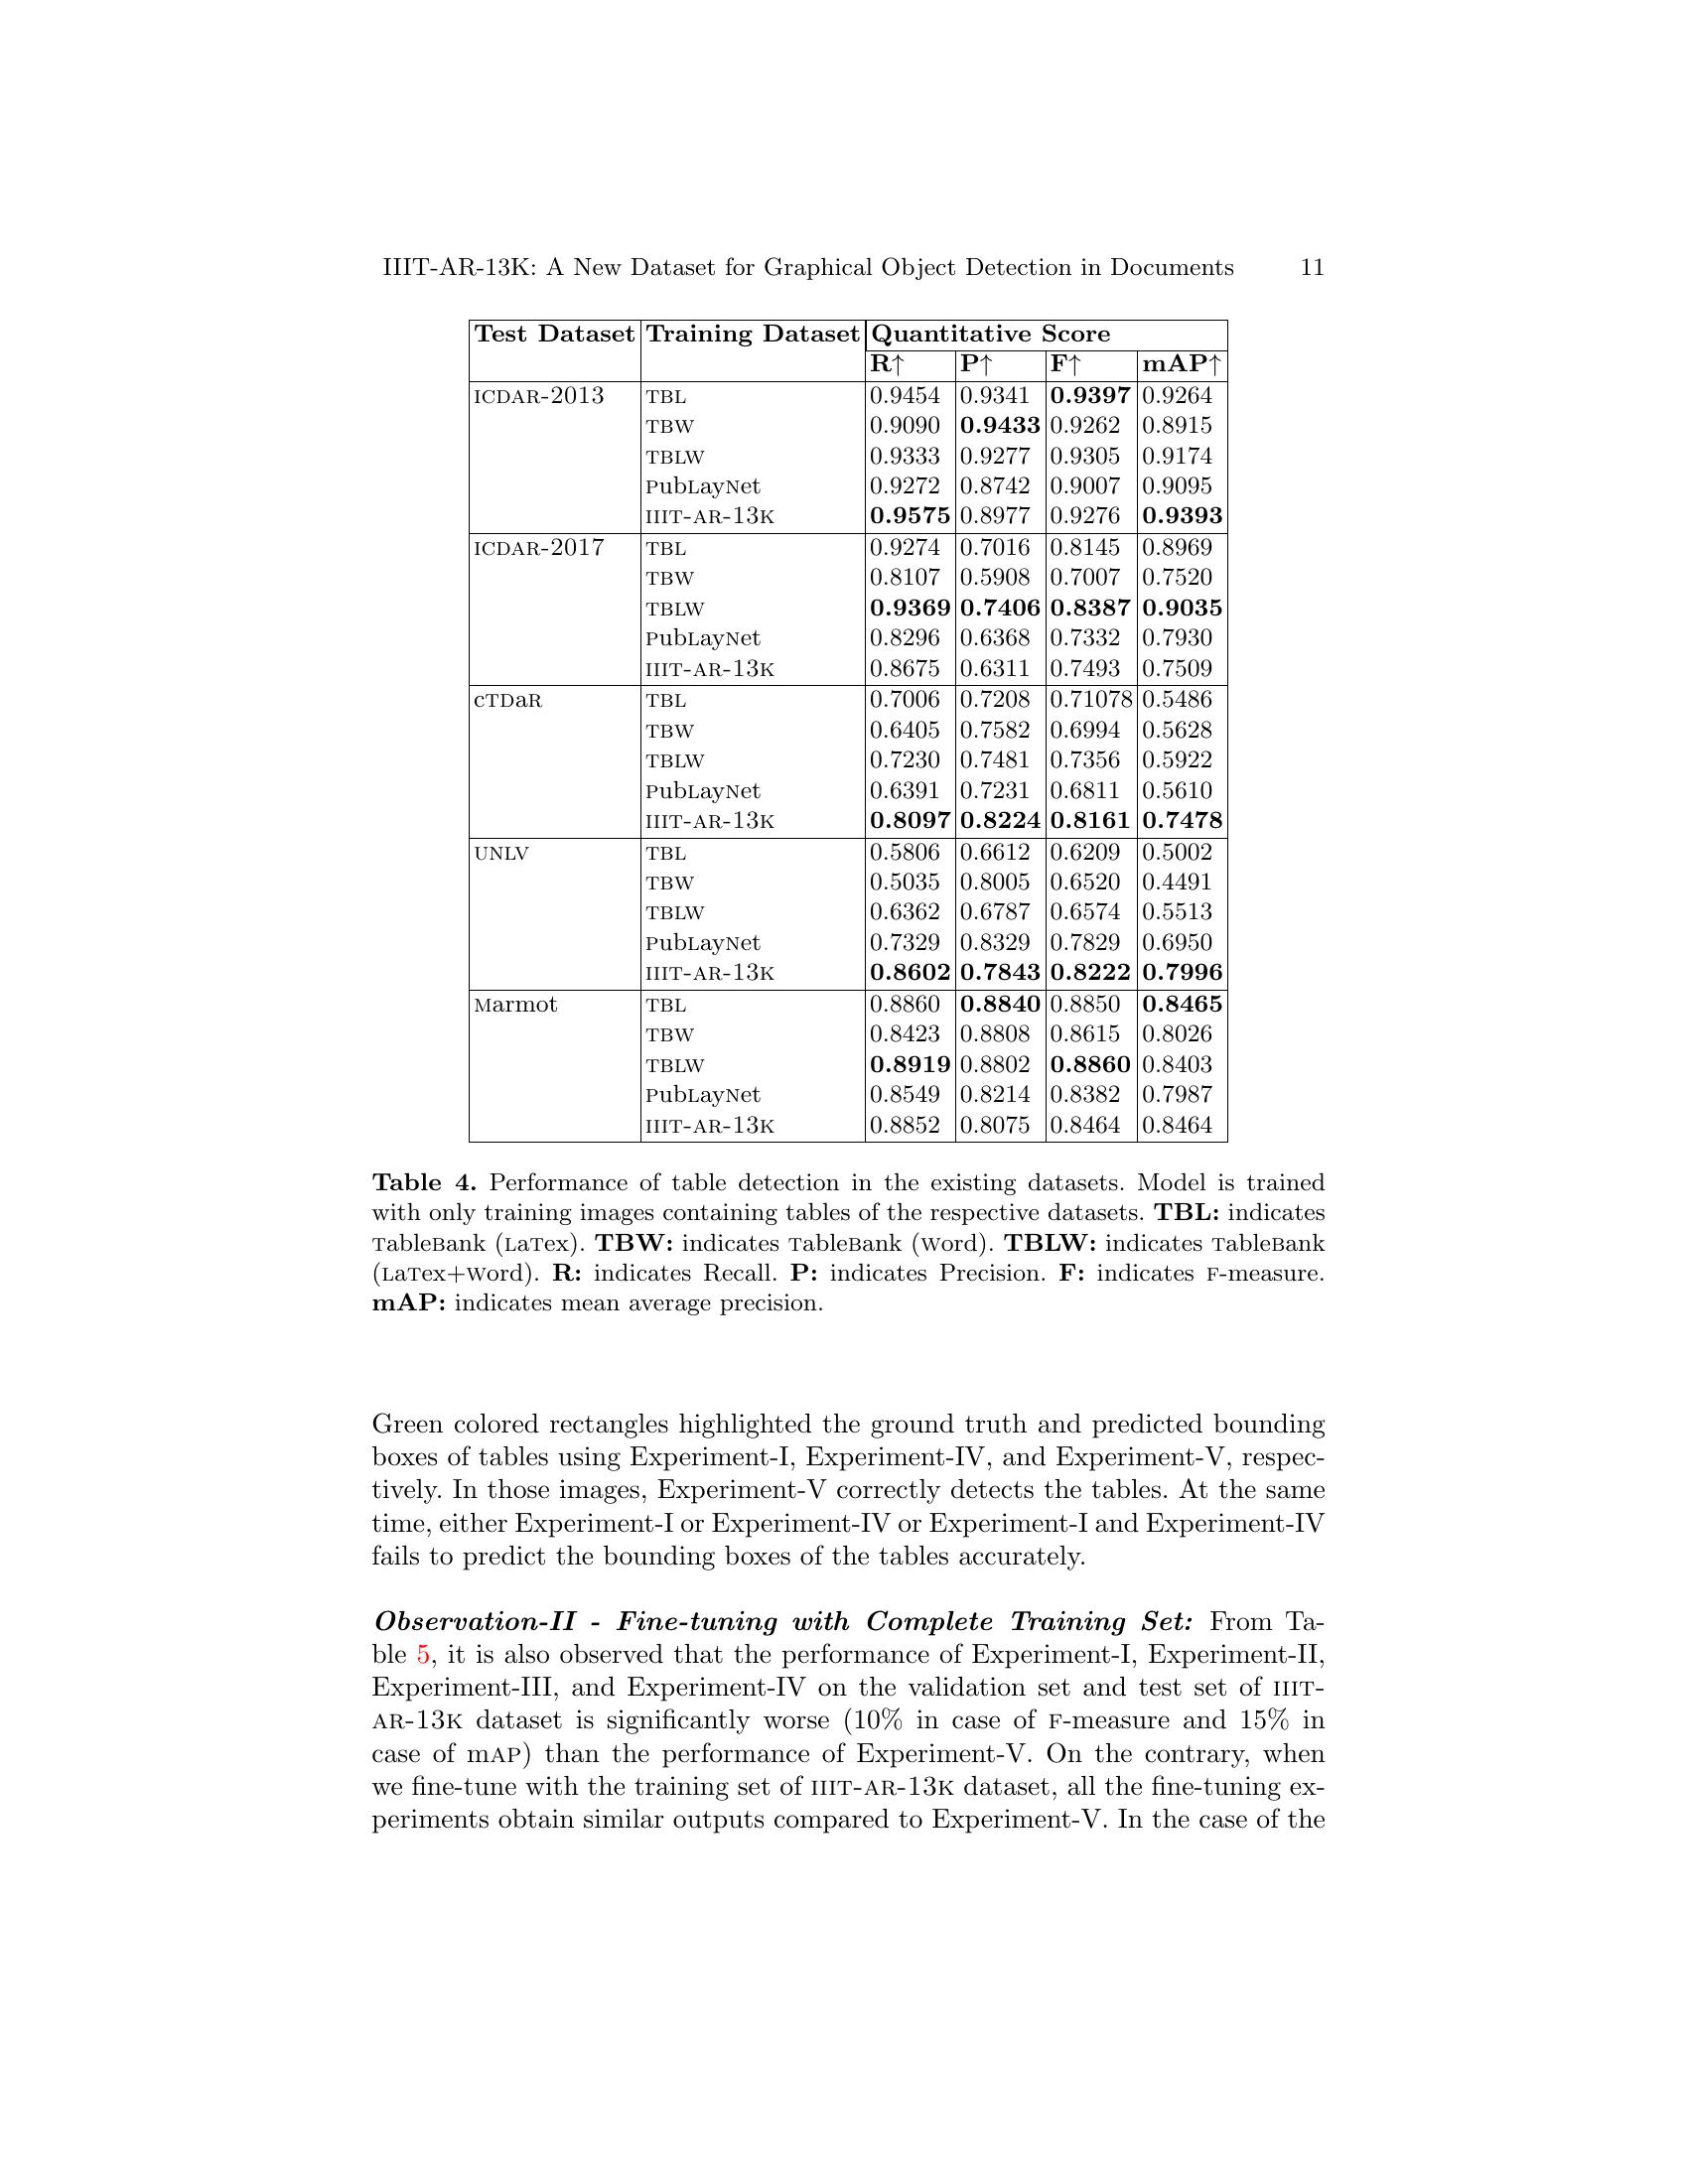 IIIT-AR-13K: A New Dataset for Graphical Object Detection in Documents 11
Test Dataset Training Dataset Quantitative Score
R↑ P↑ F↑ mAP↑
ICDAR-2013 TBL 0.9454 0.9341 0.9397 0.9264
TBW 0.9090 0.9433 0.9262 0.8915
TBLW 0.9333 0.9277 0.9305 0.9174
PubLayNet 0.9272 0.8742 0.9007 0.9095
IIIT-AR-13K 0.9575 0.8977 0.9276 0.9393
ICDAR-2017 TBL 0.9274 0.7016 0.8145 0.8969
TBW 0.8107 0.5908 0.7007 0.7520
TBLW 0.9369 0.7406 0.8387 0.9035
PubLayNet 0.8296 0.6368 0.7332 0.7930
IIIT-AR-13K 0.8675 0.6311 0.7493 0.7509
cTDaR TBL 0.7006 0.7208 0.71078 0.5486
TBW 0.6405 0.7582 0.6994 0.5628
TBLW 0.7230 0.7481 0.7356 0.5922
PubLayNet 0.6391 0.7231 0.6811 0.5610
IIIT-AR-13K 0.8097 0.8224 0.8161 0.7478
UNLV TBL 0.5806 0.6612 0.6209 0.5002
TBW 0.5035 0.8005 0.6520 0.4491
TBLW 0.6362 0.6787 0.6574 0.5513
PubLayNet 0.7329 0.8329 0.7829 0.6950
IIIT-AR-13K 0.8602 0.7843 0.8222 0.7996
Marmot TBL 0.8860 0.8840 0.8850 0.8465
TBW 0.8423 0.8808 0.8615 0.8026
TBLW 0.8919 0.8802 0.8860 0.8403
PubLayNet 0.8549 0.8214 0.8382 0.7987
IIIT-AR-13K 0.8852 0.8075 0.8464 0.8464
Table 4. Performance of table detection in the existing datasets. Model is trained
with only training images containing tables of the respective datasets. TBL: indicates
TableBank (LaTex). TBW: indicates TableBank (Word). TBLW: indicates TableBank
(LaTex+Word). R: indicates Recall. P: indicates Precision. F: indicates F-measure.
mAP: indicates mean average precision.
Green colored rectangles highlighted the ground truth and predicted bounding
boxes of tables using Experiment-I, Experiment-IV, and Experiment-V, respec-
tively. In those images, Experiment-V correctly detects the tables. At the same
time, either Experiment-I or Experiment-IV or Experiment-I and Experiment-IV
fails to predict the bounding boxes of the tables accurately.
Observation-II - Fine-tuning with Complete Training Set: From Ta-
ble 5, it is also observed that the performance of Experiment-I, Experiment-II,
Experiment-III, and Experiment-IV on the validation set and test set of IIIT-
AR-13K dataset is significantly worse (10% in case of F-measure and 15% in
case of mAP) than the performance of Experiment-V. On the contrary, when
we fine-tune with the training set of IIIT-AR-13K dataset, all the fine-tuning ex-
periments obtain similar outputs compared to Experiment-V. In the case of the